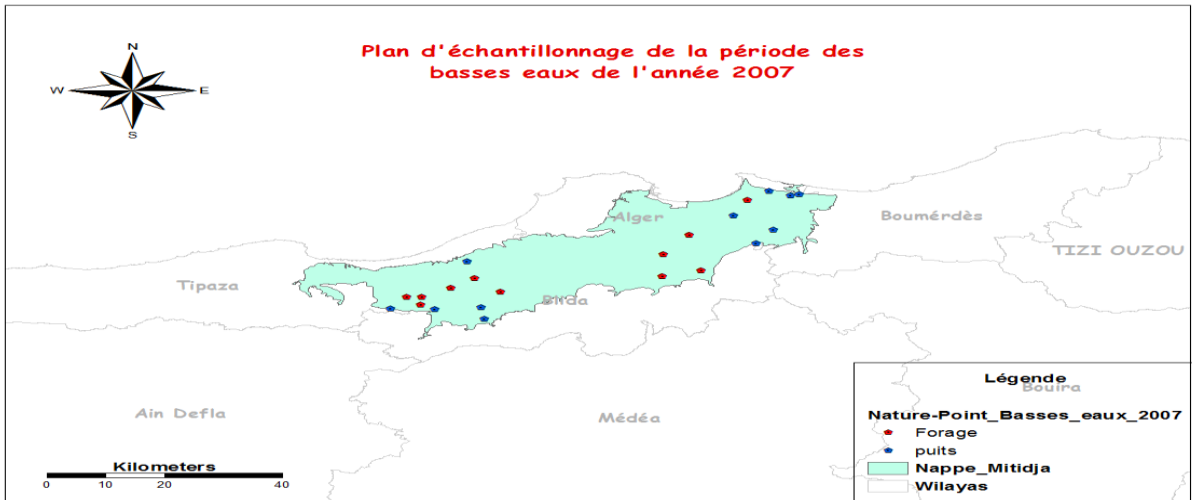 Plan d'échantillonnage de la période des
basses eaux de l'année 2007
N
W
E
S
Alger
Boumérdès
TIZI OUZOU
Tipaza
Blida
Ain Defla
Médéa
Bouira
Légende
Nature-Point_Basses_eaux_2007
Forage
puits
Nappe_Mitidja
Wilayas
Kilometers
0 10 20 40